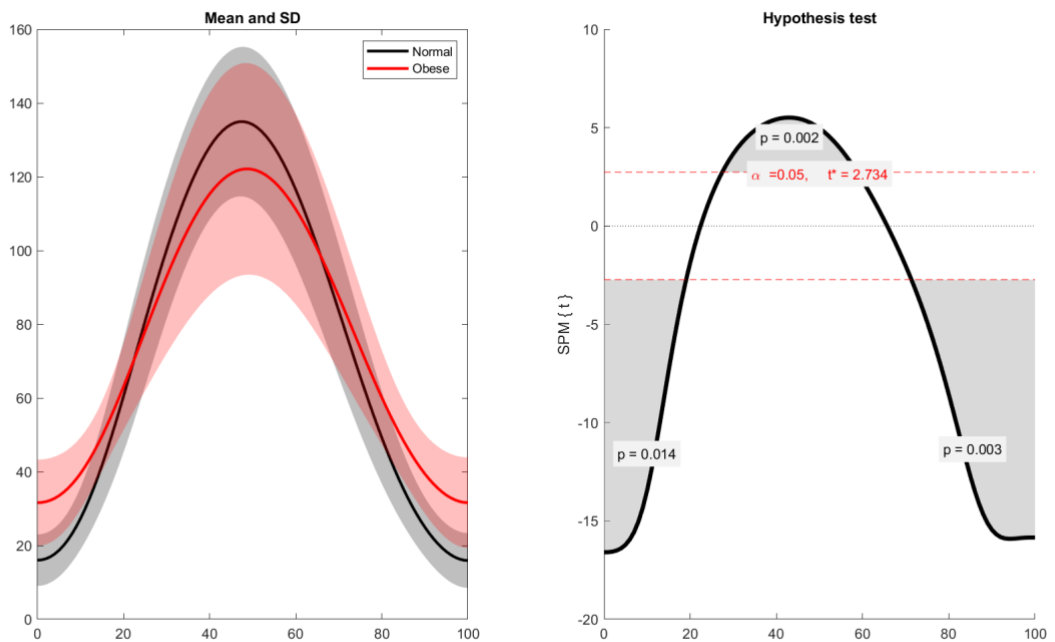 Mean and SD
160
140
120
100
80
60
40
20
0
0 20 40 60 80 100
Normal
Obese
Hypothesis test
SPM { t }
10
5
0
-5
-10
-15
-20
0 20 40 60 80 100
p = 0.002
α =0.05, t* = 2.734
p = 0.014
p = 0.003